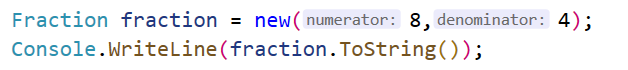 Fraction fraction = new(numerator: 8,denominator: 4);
Console.WriteLine(fraction.ToString());